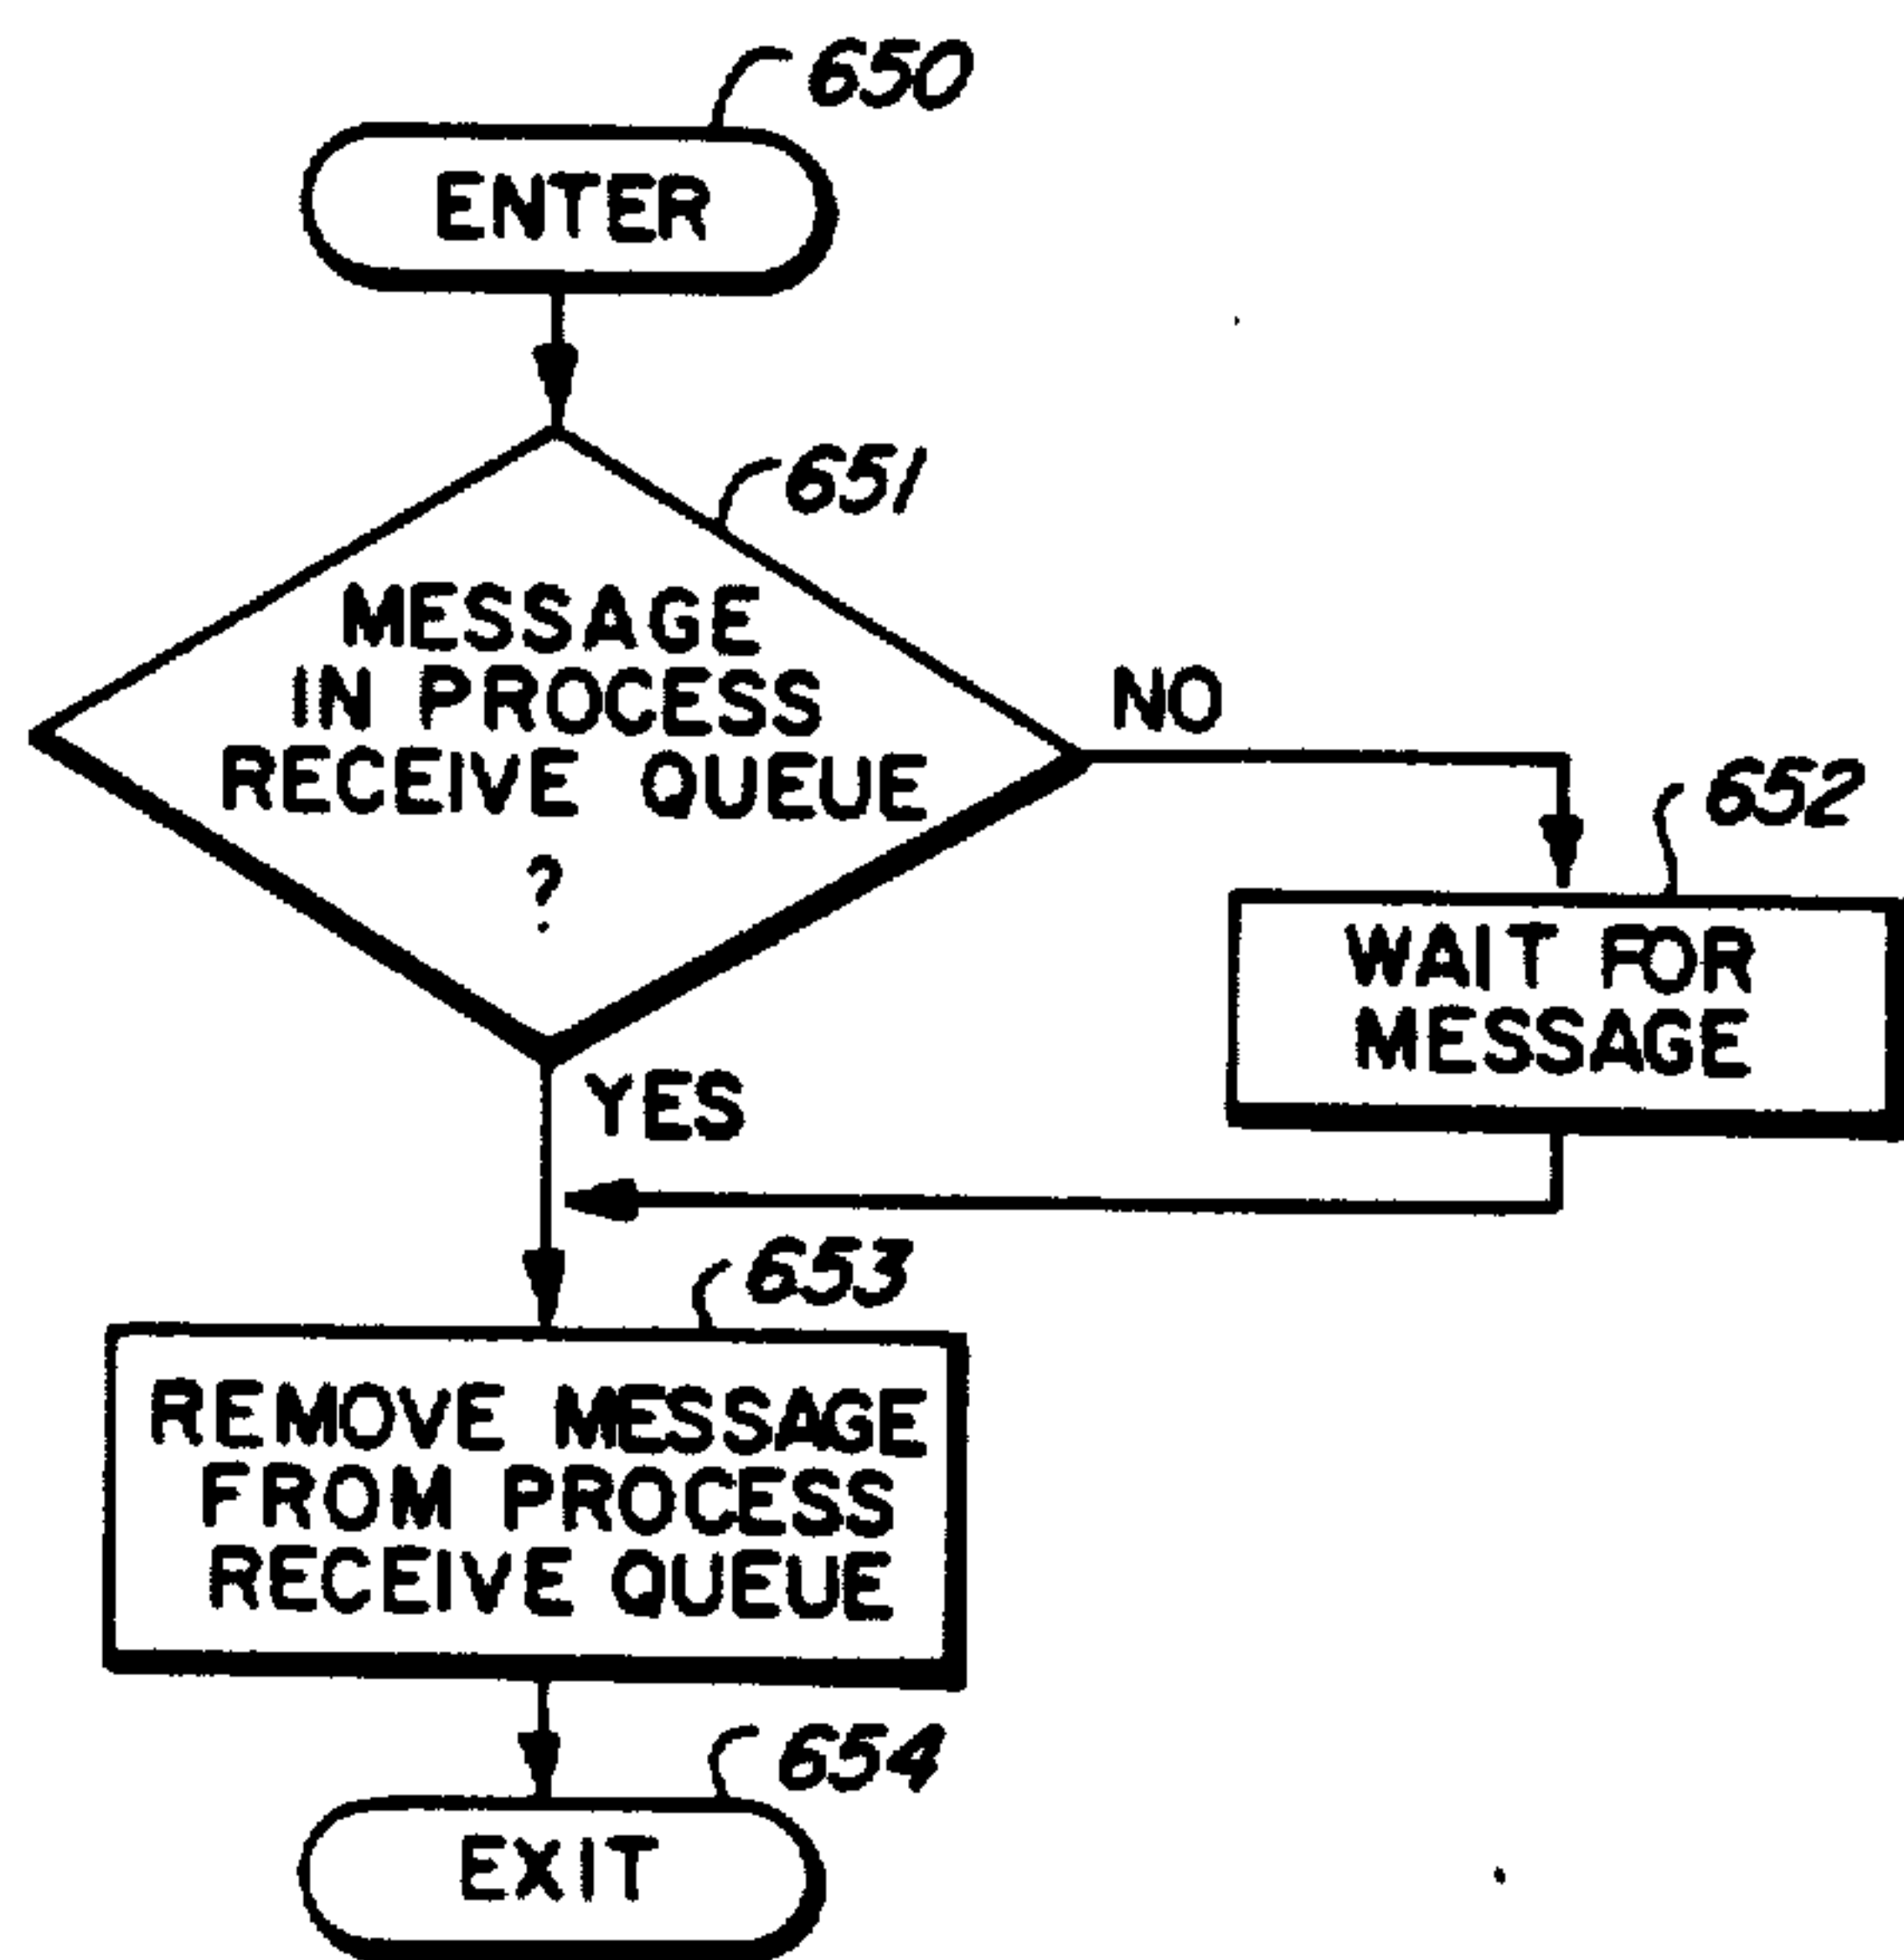 650
ENTER
651
MESSAGE
IN PROCESS
RECEIVE QUEUE
?
NO
652
WAIT FOR
MESSAGE
YES
653
REMOVE MESSAGE
FROM PROCESS
RECEIVE QUEUE
654
EXIT